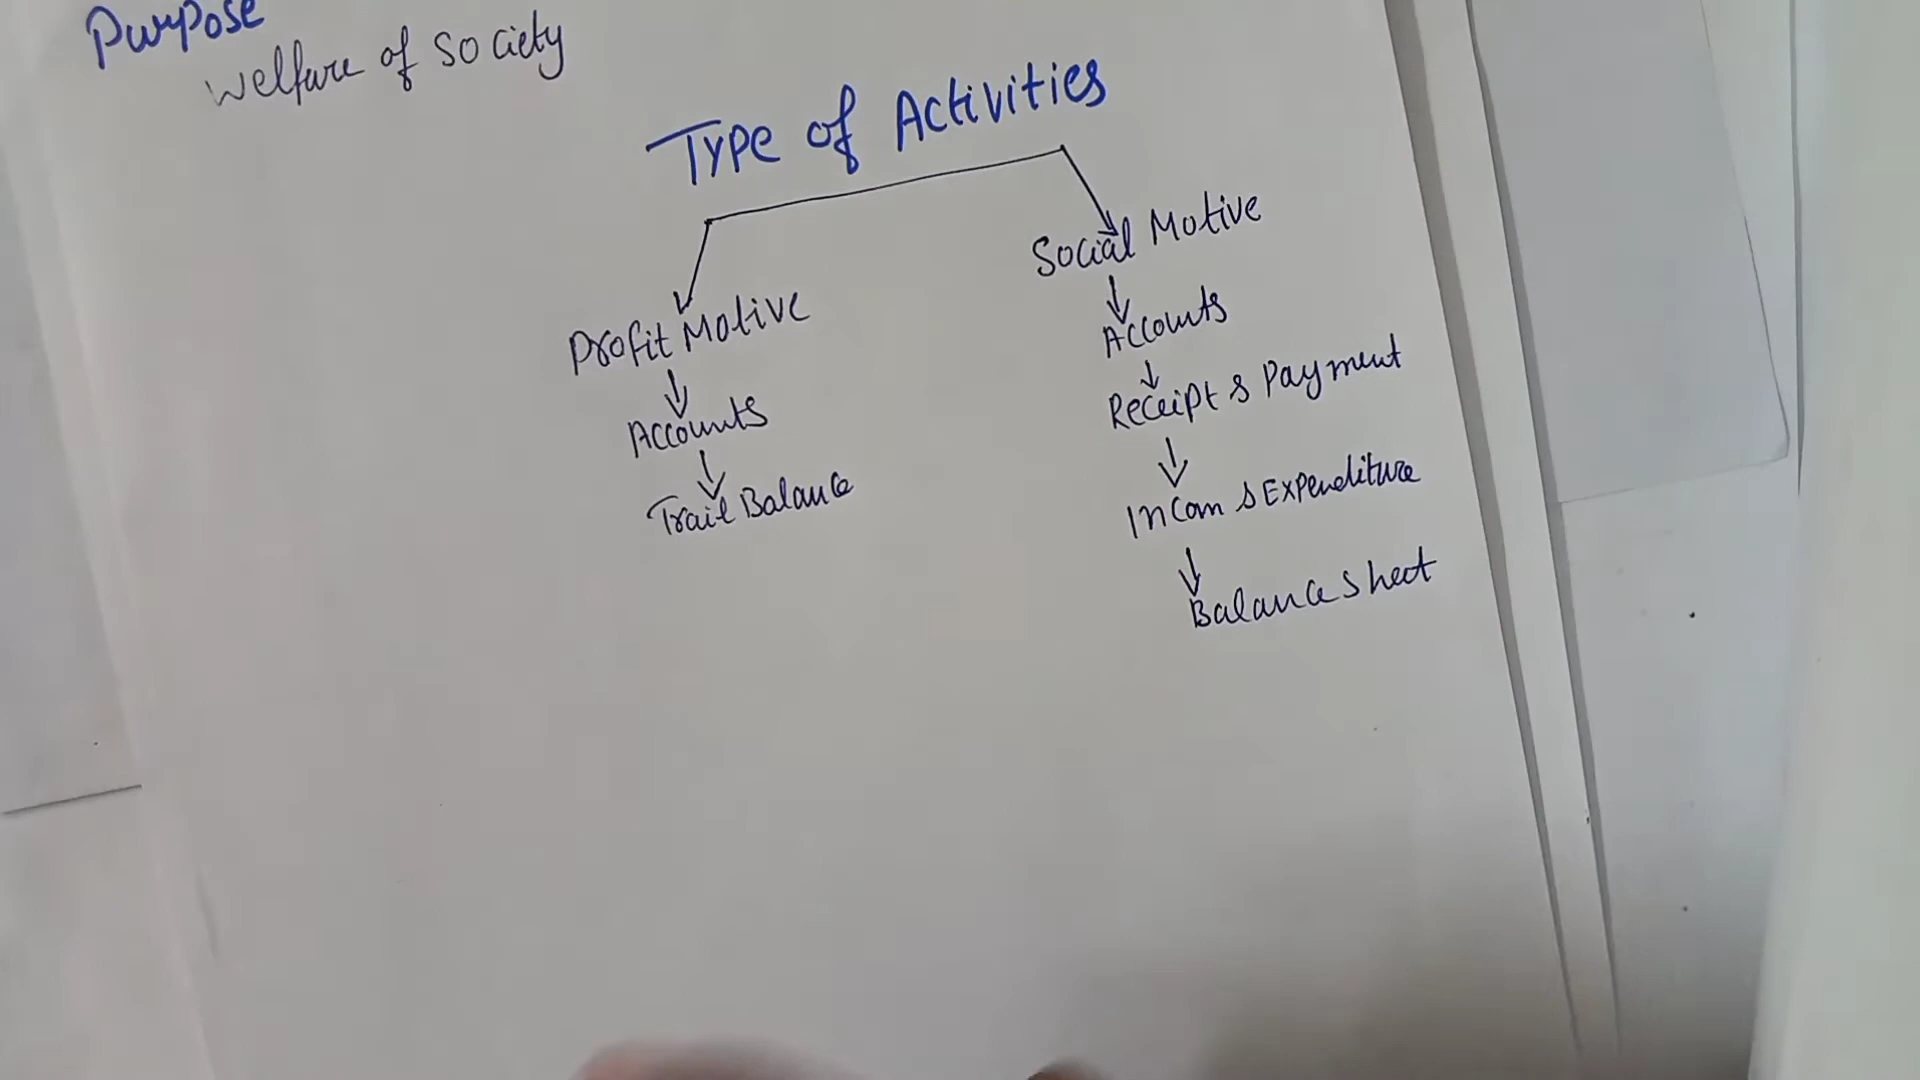 Purpose
Welfare of Society
Type of Activities
Profit Motive
Accounts
Trail Balance
Social Motive
Accounts
Receipt & Payment
Incom & Expenditure
Balance Sheet